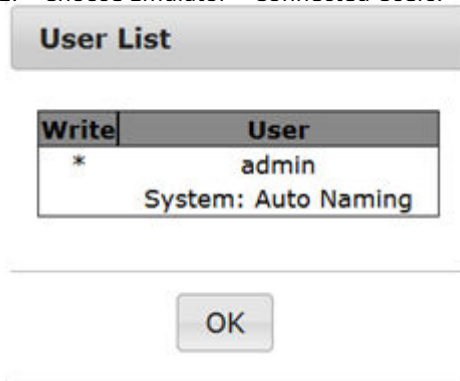 User List
Write User
* admin
System: Auto Naming
OK